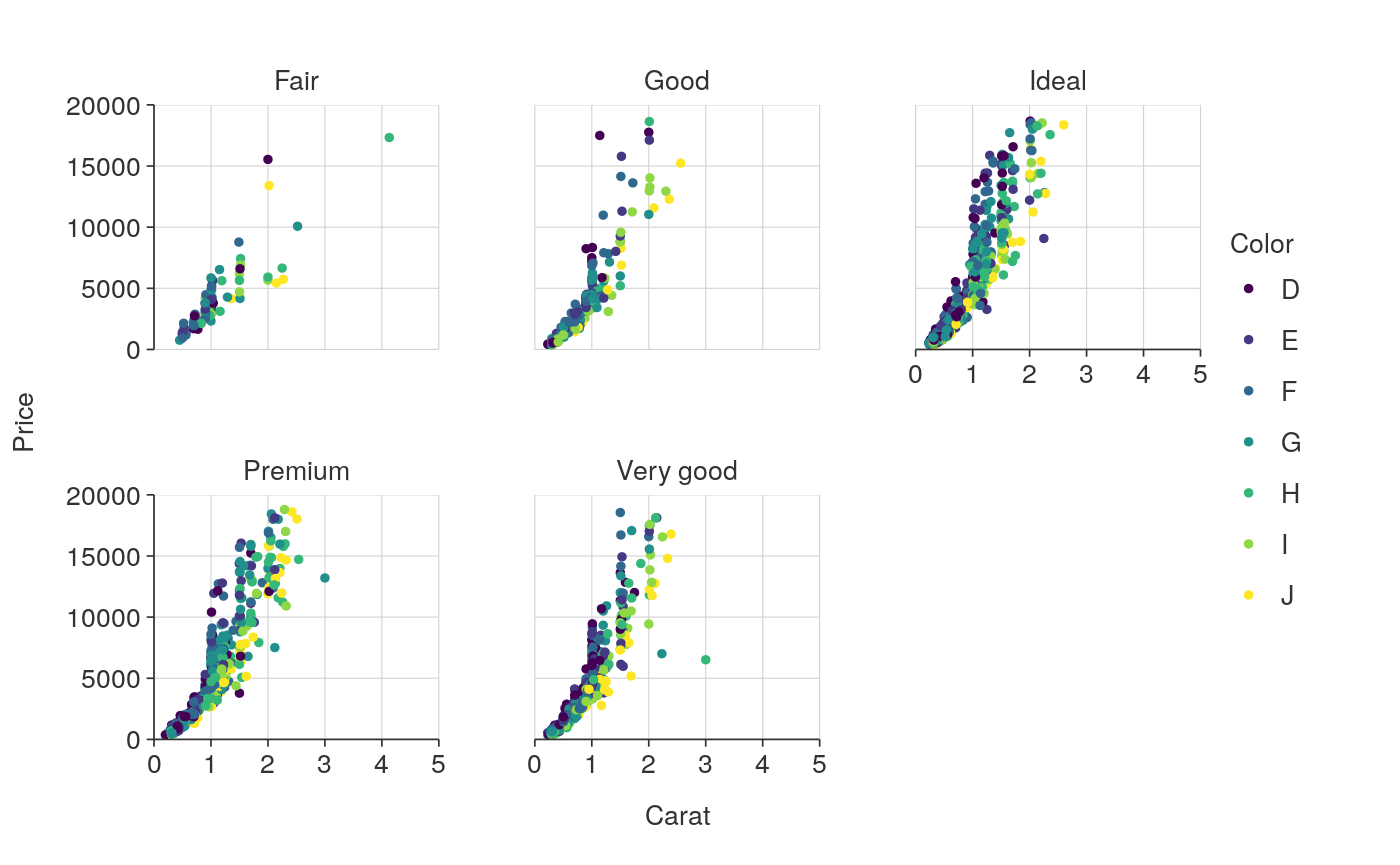 Fair Good Ideal
20000
15000
10000
5000
0
0 1 2 3 4 5
Color
D
E
F
G
H
I
J
Price
Premium Very good
20000
15000
10000
5000
0
0 1 2 3 4 5 0 1 2 3 4 5
Carat